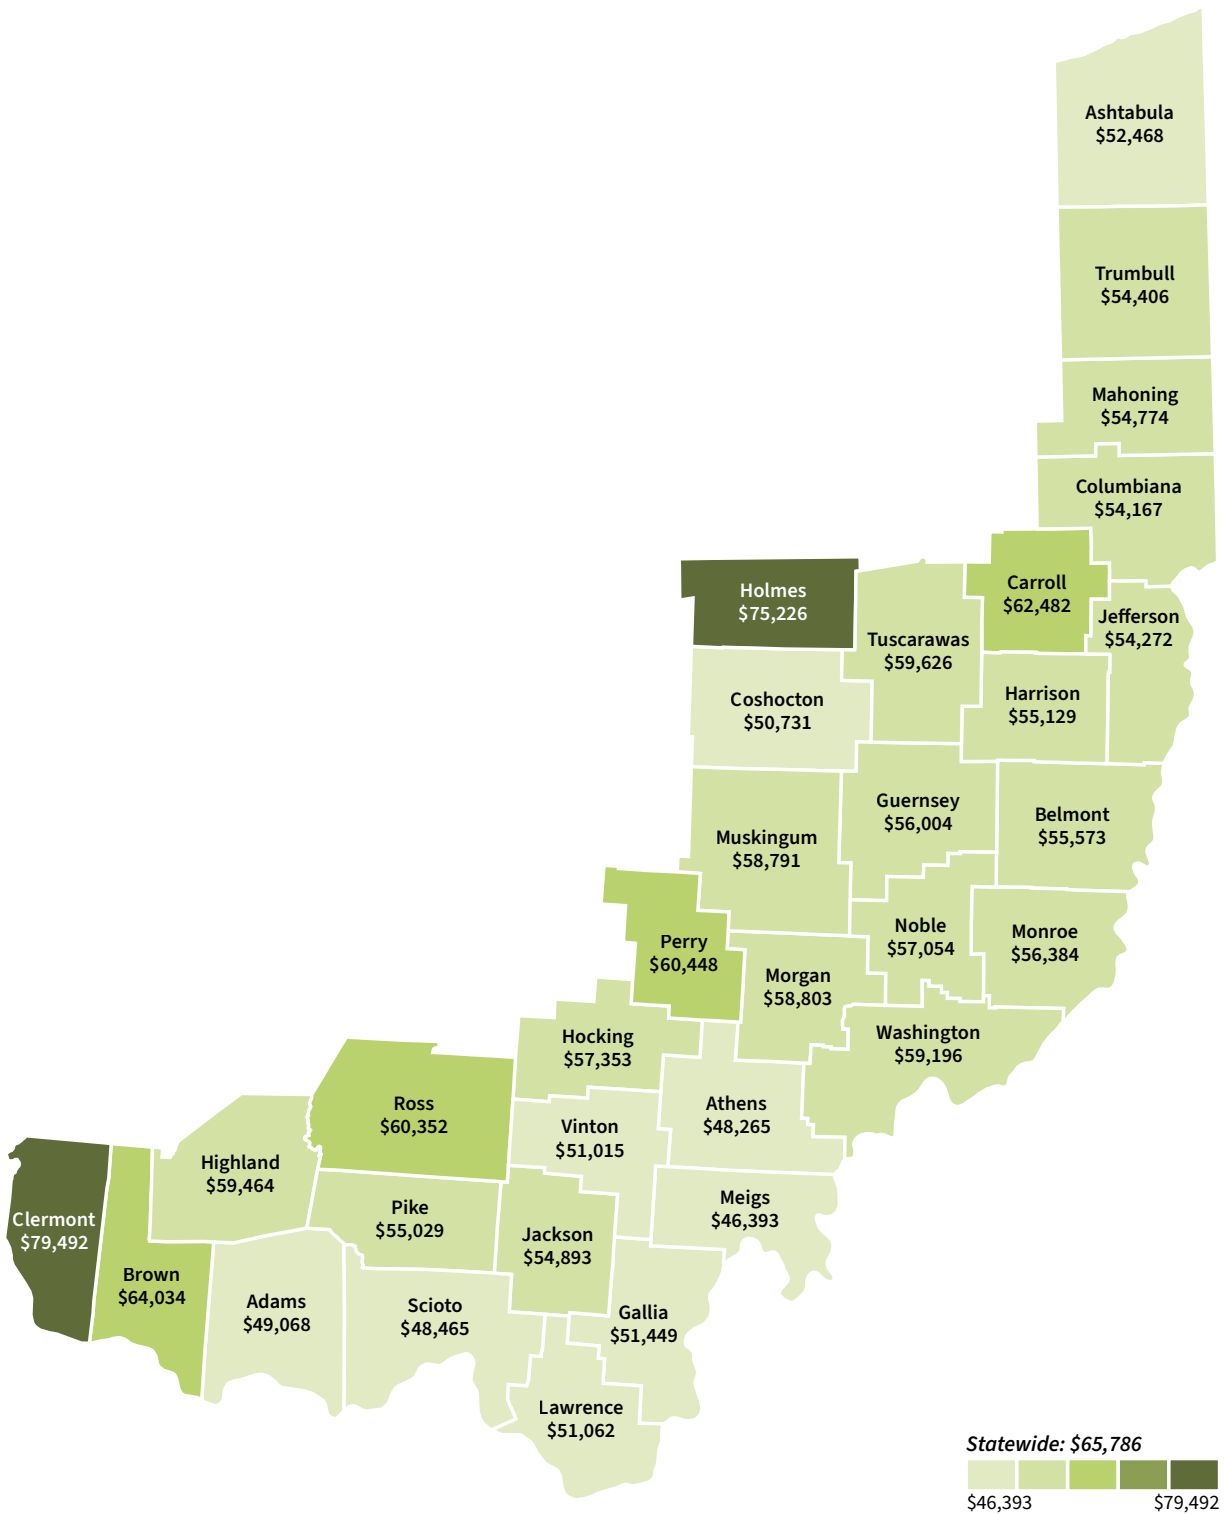 Ashtabula
$52,468
Trumbull
$54,406
Mahoning
$54,774
Columbiana
$54,167
Holmes
$75,226
Carroll
$62,482
Jefferson
$54,272
Tuscarawas
$59,626
Coshocton
$50,731
Harrison
$55,129
Guernsey
$56,004
Belmont
$55,573
Muskingum
$58,791
Perry
$60,448
Noble
$57,054
Monroe
$56,384
Morgan
$58,803
Hocking
$57,353
Washington
$59,196
Ross
$60,352
Vinton
$51,015
Athens
$48,265
Highland
$59,464
Clermont
$79,492
Pike
$55,029
Jackson
$54,893
Meigs
$46,393
Brown
$64,034
Adams
$49,068
Scioto
$48,465
Gallia
$51,449
Lawrence
$51,062
Statewide: $65,786
$46,393 $79,492